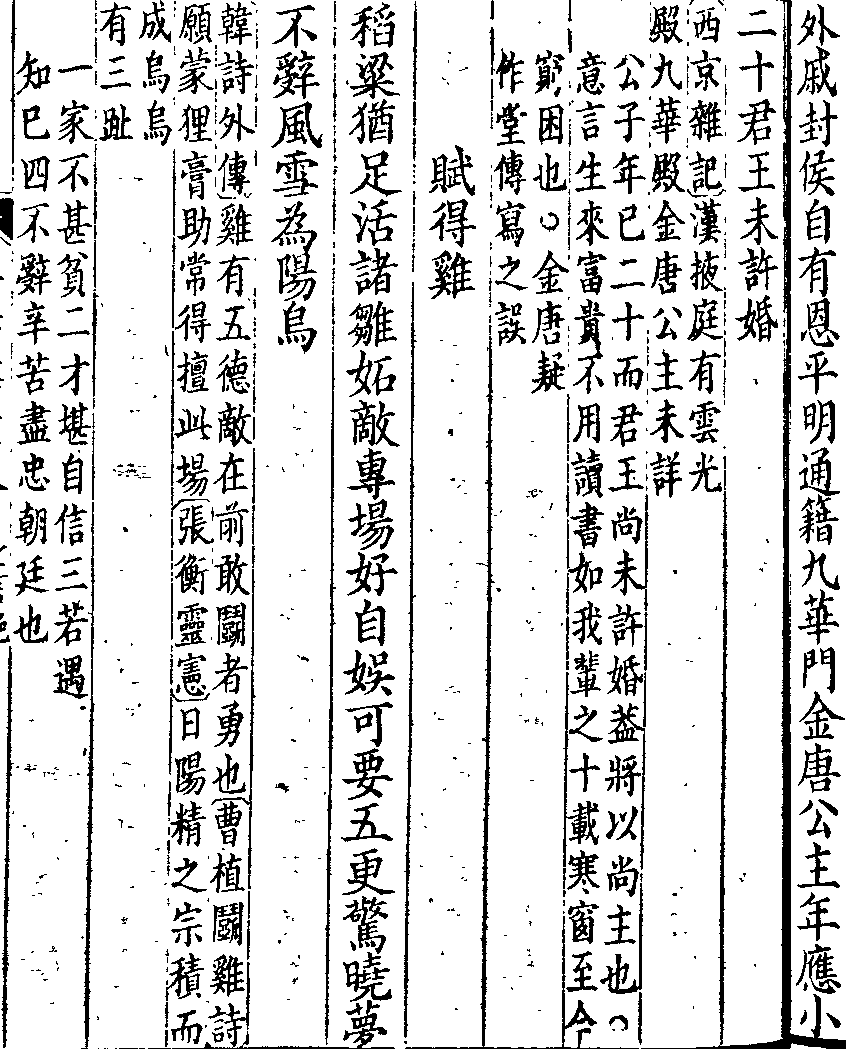 外戚封侯自有恩平明通籍九華門金唐公主年應小
二十君王未許婚
西京雜記漢掖庭有雲光
殿九華殿金唐公主未詳
公子年已二十而君王尚未許婚葢將以尚主也○
意言生來富貴不用讀書如我輩之十載寒窗至今
窮困也○金唐疑
作堂傳寫之誤
賦得雞
稻粱猶足活諸雛妬敵專場好自娛可要五更驚曉夢
不辭風雪為陽烏
韓詩外傳雞有五德敵在前敢鬬者勇也曹植鬬雞詩
願蒙狸膏助常得擅此場張衡靈憲日陽精之宗積而
成烏烏
有三趾
一家不甚貧二才堪自信三若遇
知巳四不辭辛苦盡忠朝廷也